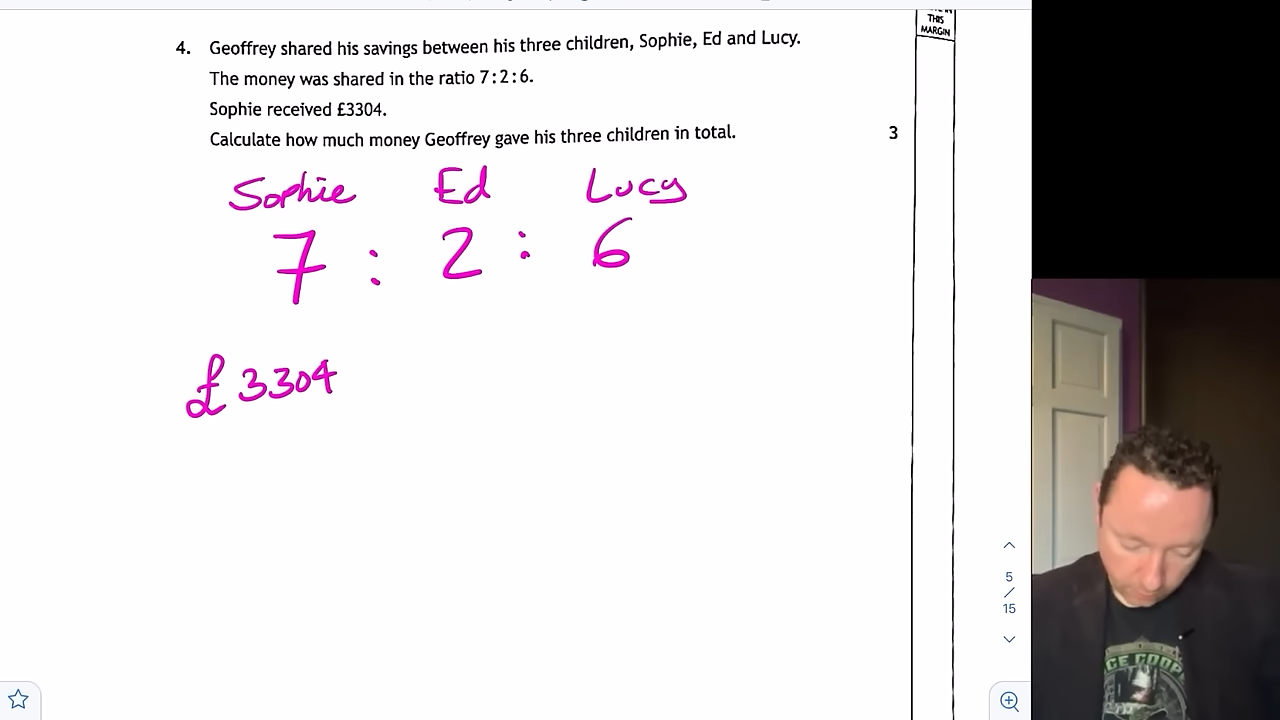 THIS
MARGIN
4. Geoffrey shared his savings between his three children, Sophie, Ed and Lucy.
The money was shared in the ratio 7:2:6.
Sophie received £3304.
Calculate how much money Geoffrey gave his three children in total. 3
Sophie Ed Lucy
7 : 2 : 6
£3304
5
/
15
CE COOP